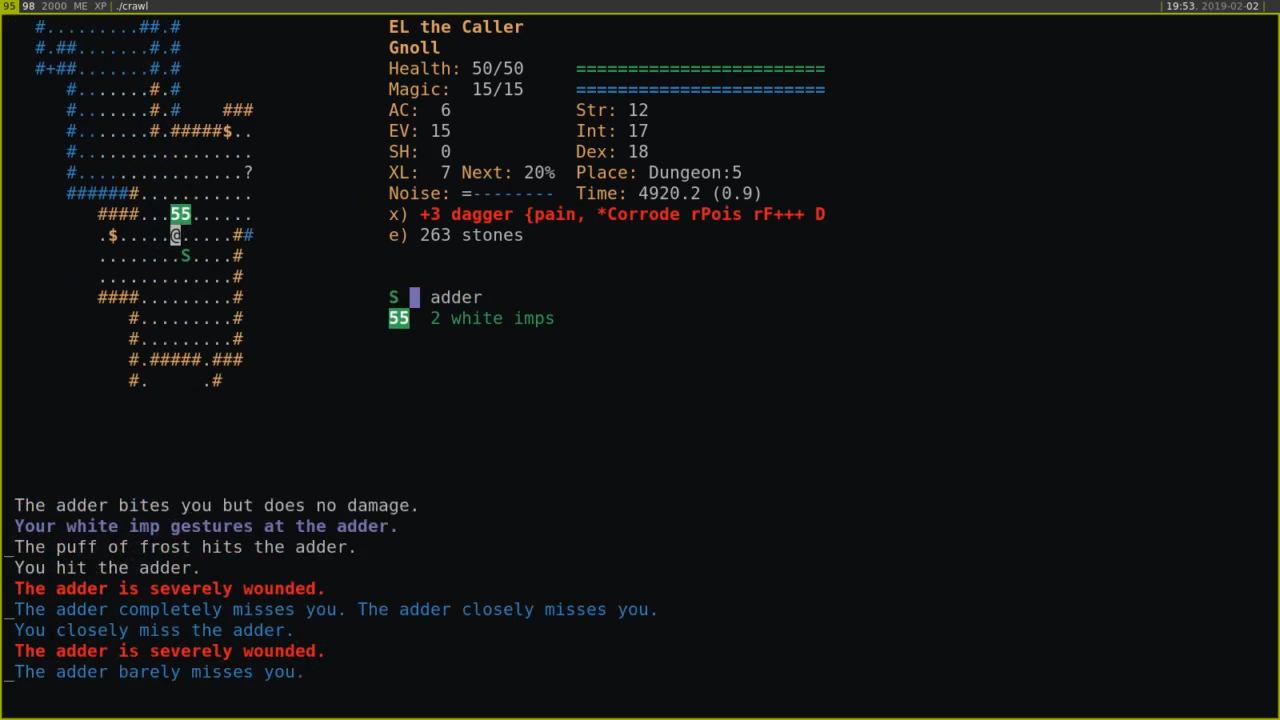 95 98 2000 ME XP | ./crawl | 19:53. 2019-02-02 |
#.........##.# EL the Caller
#.##.......#.# Gnoll
#+##.......#.# Health: 50/50 ========================
#.......#.# Magic: 15/15 ========================
#.......#.# ### AC: 6 Str: 12
#.......#.#####$.. EV: 15 Int: 17
#................. SH: 0 Dex: 18
#................? XL: 7 Next: 20% Place: Dungeon:5
#######........... Noise: =-------- Time: 4920.2 (0.9)
####...55...... x) +3 dagger {pain, *Corrode rPois rF+++ D
.$.....@.....## e) 263 stones
........S....#
.............#
####.........# S adder
#.........# 55 2 white imps
#.........#
#.#####.###
#. .#
The adder bites you but does no damage.
Your white imp gestures at the adder.
_The puff of frost hits the adder.
You hit the adder.
The adder is severely wounded.
_The adder completely misses you. The adder closely misses you.
You closely miss the adder.
The adder is severely wounded.
_The adder barely misses you.